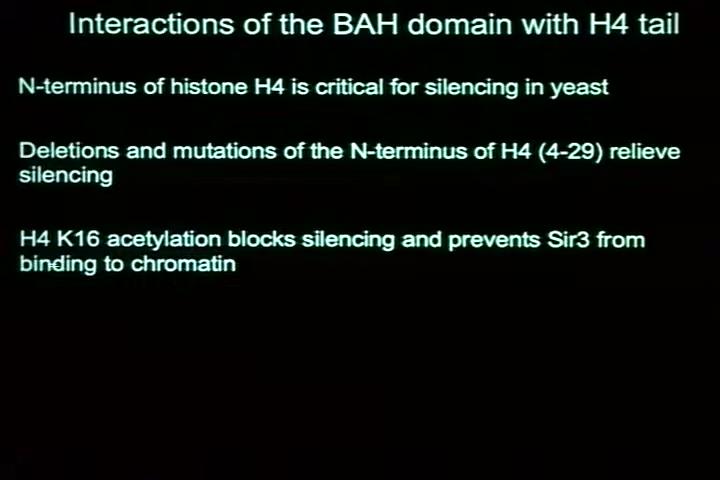 Interactions of the BAH domain with H4 tail
N-terminus of histone H4 is critical for silencing in yeast
Deletions and mutations of the N-terminus of H4 (4-29) relieve
silencing
H4 K16 acetylation blocks silencing and prevents Sir3 from
binding to chromatin